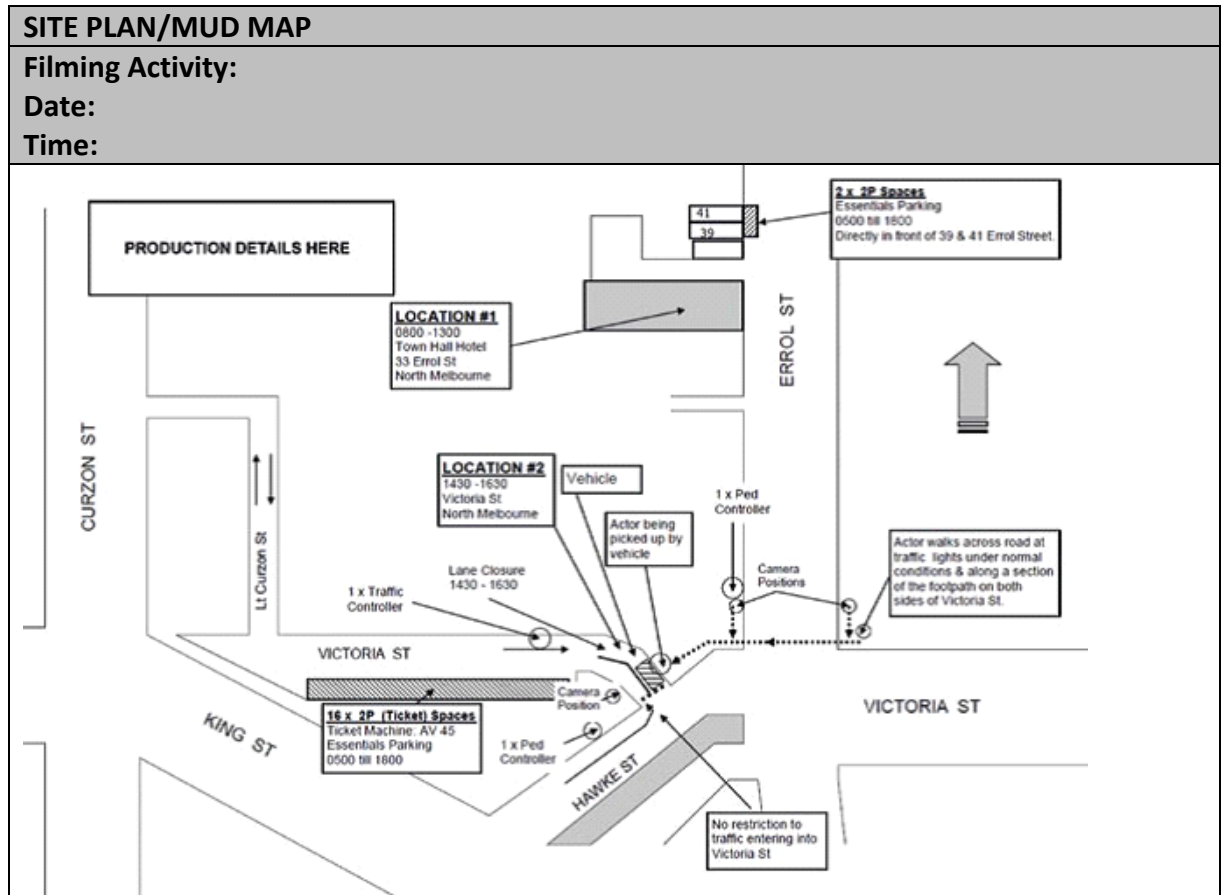 SITE PLAN/MUD MAP
Filming Activity:
Date:
Time:
PRODUCTION DETAILS HERE
41
39
2 x 2P Spaces
Essentials Parking
0500 till 1800
Directly in front of 39 & 41 Errol Street.
LOCATION #1
0800 -1300
Town Hall Hotel
33 Errol St
North Melbourne
ERROL ST
CURZON ST
Lt Curzon St
LOCATION #2
1430 -1630
Victoria St
North Melbourne
Vehicle
Actor being
picked up by
vehicle
1 x Ped
Controller
Camera
Positions
Actor walks across road at
traffic lights under normal
conditions & along a section
of the footpath on both
sides of Victoria St.
Lane Closure
1430 - 1630
1 x Traffic
Controller
VICTORIA ST
Camera
Position
VICTORIA ST
KING ST
16 x 2P (Ticket) Spaces
Ticket Machine: AV 45
Essentials Parking
0500 till 1800
1 x Ped
Controller
HAWKE ST
No restriction to
traffic entering into
Victoria St